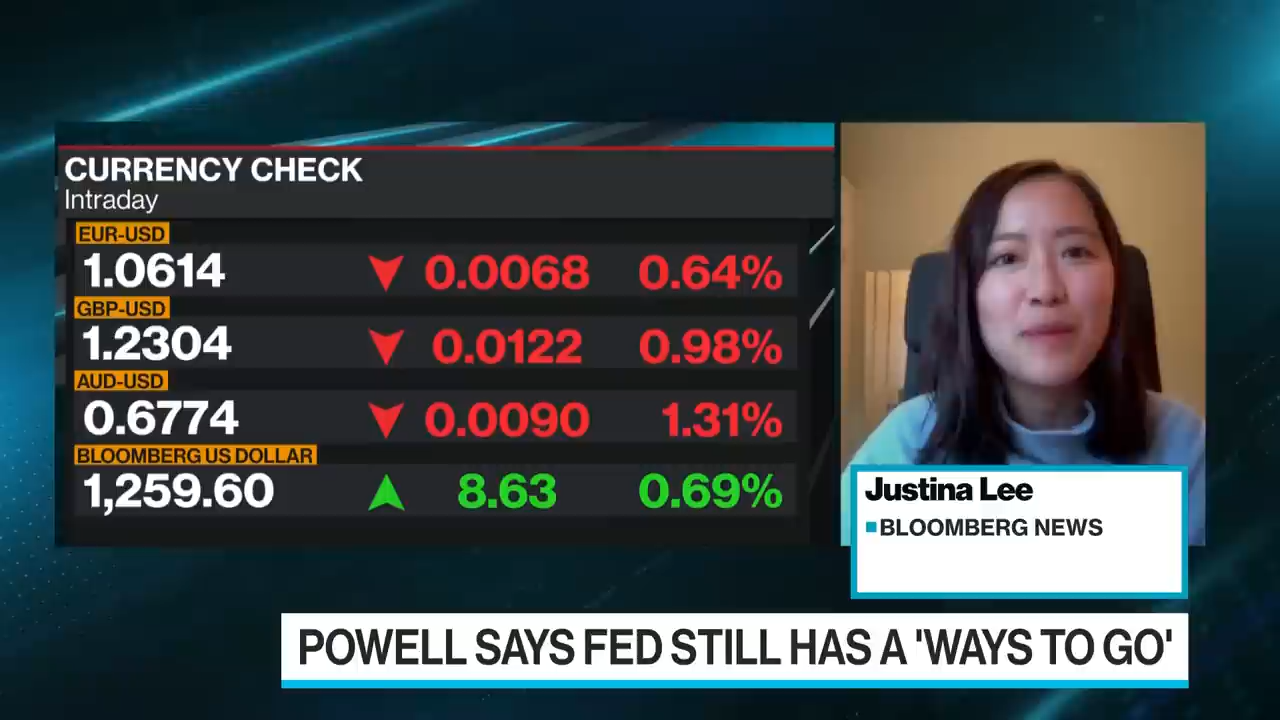 CURRENCY CHECK
Intraday
EUR-USD
1.0614 ▼ 0.0068 0.64%
GBP-USD
1.2304 ▼ 0.0122 0.98%
AUD-USD
0.6774 ▼ 0.0090 1.31%
BLOOMBERG US DOLLAR
1,259.60 ▲ 8.63 0.69%
Justina Lee
BLOOMBERG NEWS
POWELL SAYS FED STILL HAS A 'WAYS TO GO'